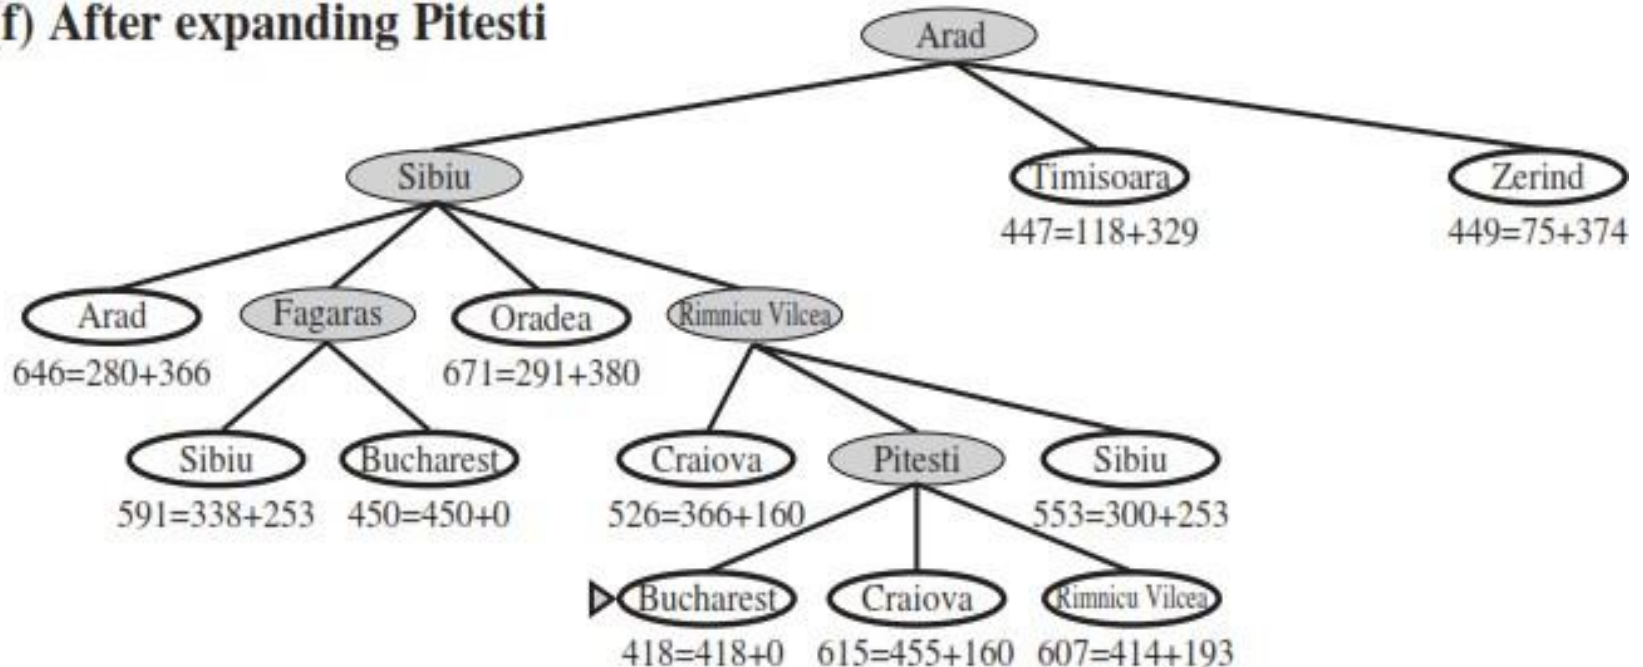 f) After expanding Pitesti
Arad
Sibiu
Timisoara
Zerind
447=118+329
449=75+374
Arad
Fagaras
Oradea
Rimnicu Vilcea
646=280+366
671=291+380
Sibiu
Bucharest
Craiova
Pitesti
Sibiu
591=338+253
450=450+0
526=366+160
553=300+253
Bucharest
Craiova
Rimnicu Vilcea
418=418+0
615=455+160
607=414+193